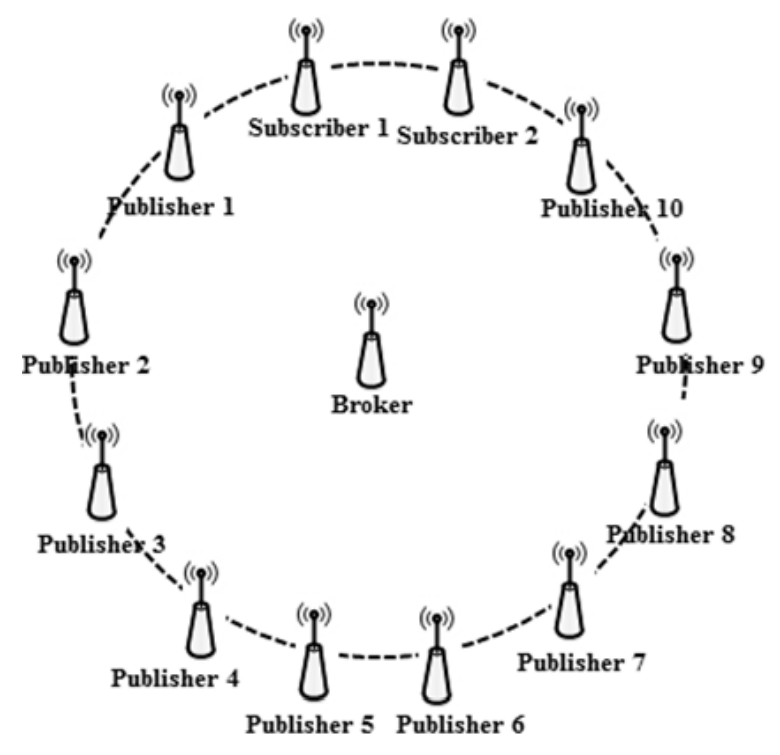 Subscriber 1
Subscriber 2
Publisher 1
Publisher 10
Publisher 2
Publisher 9
Broker
Publisher 3
Publisher 8
Publisher 4
Publisher 7
Publisher 5
Publisher 6